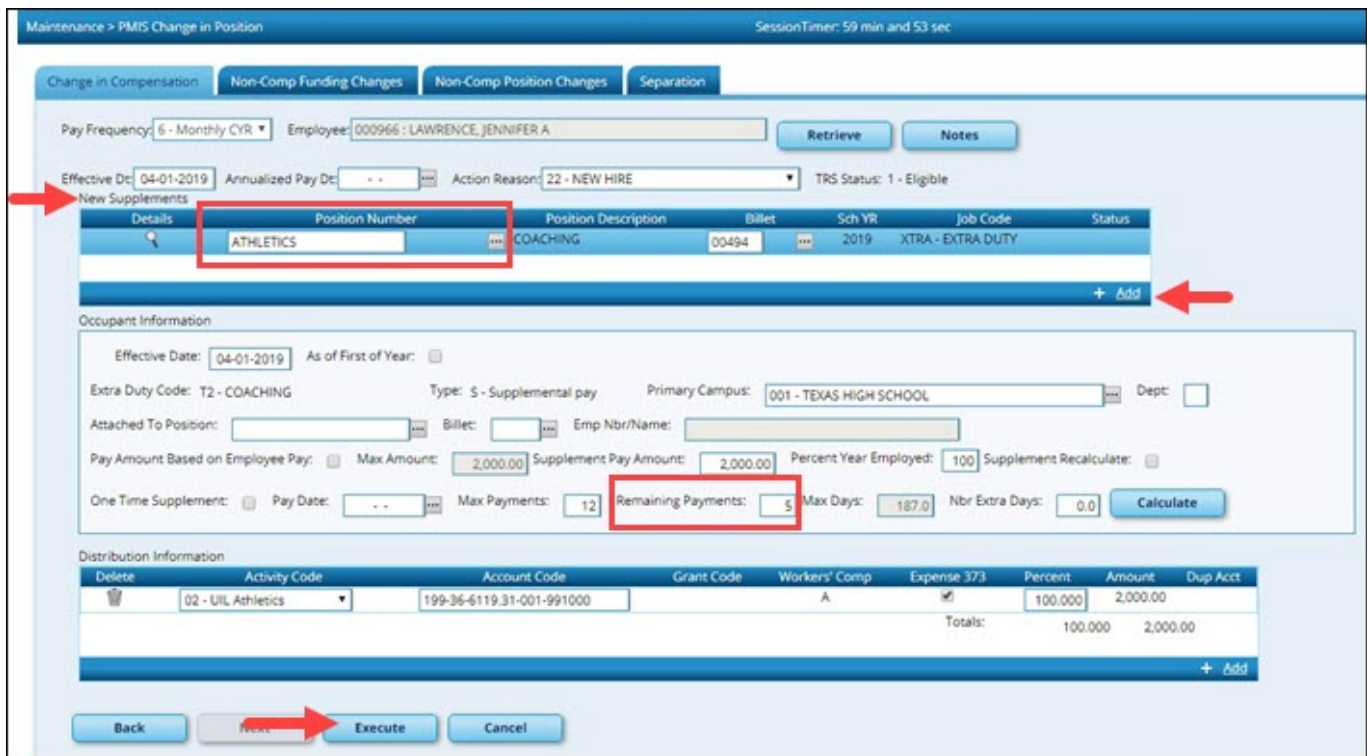 Maintenance > PMIS Change in Position SessionTimer: 59 min and 53 sec
Change in Compensation Non-Comp Funding Changes Non-Comp Position Changes Separation
Pay Frequency: 6 - Monthly CYR Employee: 000966 : LAWRENCE, JENNIFER A Retrieve Notes
Effective Dt: 04-01-2019 Annualized Pay Dt: - - Action Reason: 22 - NEW HIRE TRS Status: 1 - Eligible
New Supplements
Details Position Number Position Description Billet Sch YR Job Code Status
ATHLETICS COACHING 00494 2019 XTRA - EXTRA DUTY
+ Add
Occupant Information
Effective Date: 04-01-2019 As of First of Year:
Extra Duty Code: T2 - COACHING Type: S - Supplemental pay Primary Campus: 001 - TEXAS HIGH SCHOOL Dept:
Attached To Position: Billet: Emp Nbr/Name:
Pay Amount Based on Employee Pay: Max Amount: 2,000.00 Supplement Pay Amount: 2,000.00 Percent Year Employed: 100 Supplement Recalculate:
One Time Supplement: Pay Date: - - Max Payments: 12 Remaining Payments: 5 Max Days: 187.0 Nbr Extra Days: 0.0 Calculate
Distribution Information
Delete Activity Code Account Code Grant Code Workers' Comp Expense 373 Percent Amount Dup Acct
02 - UIL Athletics 199-36-6119.31-001-991000 A 100.000 2,000.00
Totals: 100.000 2,000.00
+ Add
Back Execute Cancel